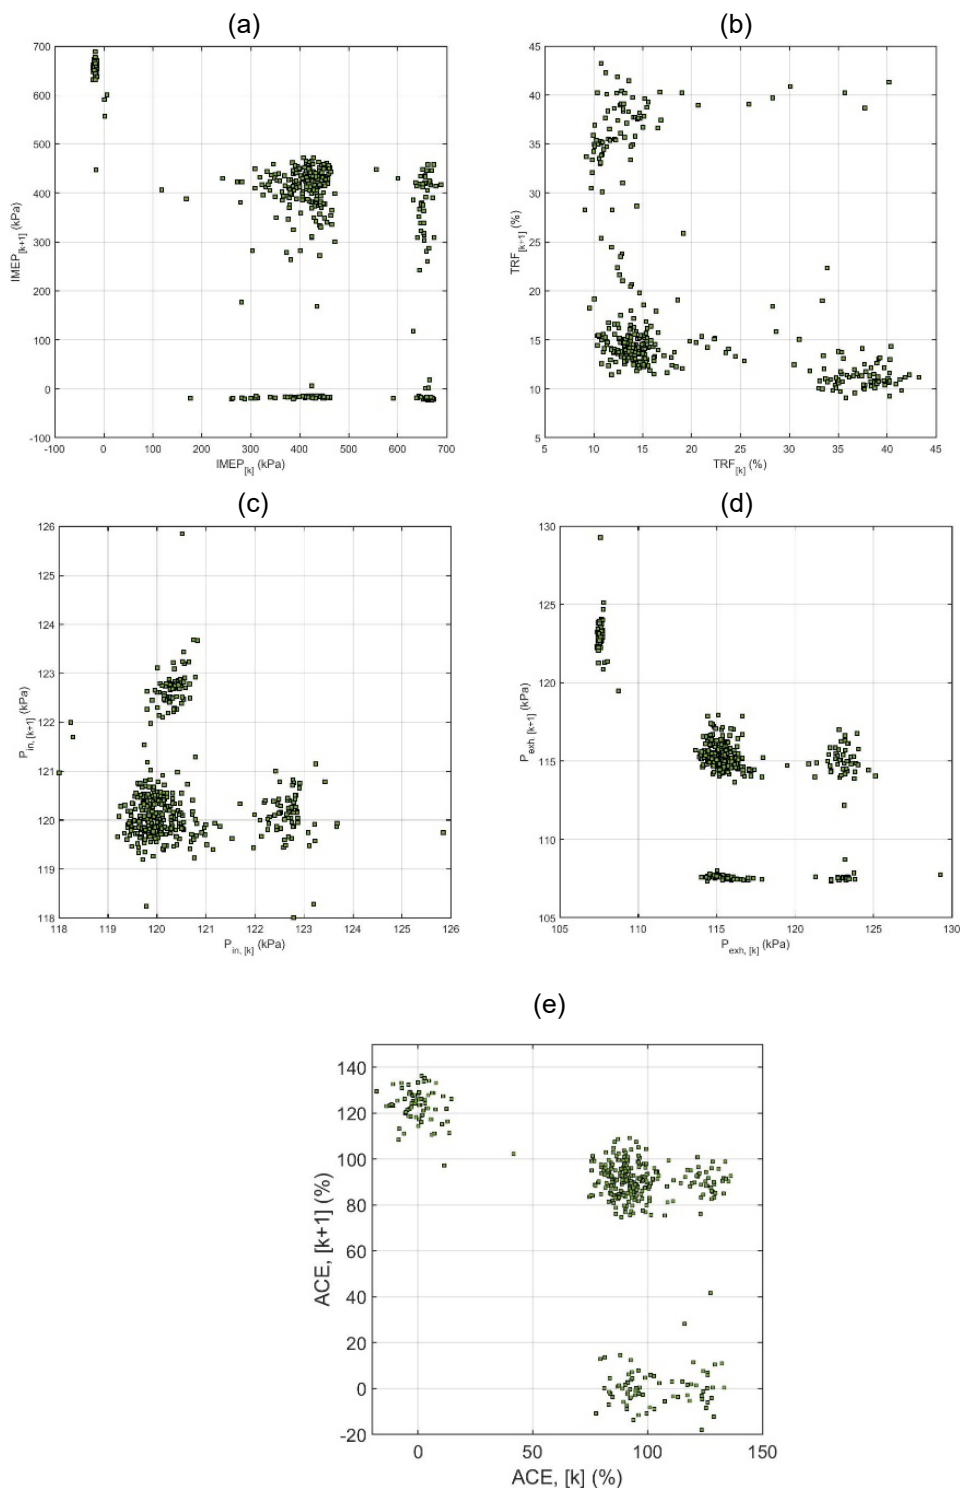 (a) (b)
700
600
500
400
300
200
100
0
-100
IMEP[k+1] (kPa)
-100 0 100 200 300 400 500 600 700
IMEP[k] (kPa)
45
40
35
30
25
20
15
10
5
TRF[k+1] (%)
5 10 15 20 25 30 35 40 45
TRF[k] (%)
(c) (d)
126
125
124
123
122
121
120
119
118
Pin, [k+1] (kPa)
118 119 120 121 122 123 124 125 126
Pin, [k] (kPa)
130
125
120
115
110
105
Pexh, [k+1] (kPa)
105 110 115 120 125 130
Pexh, [k] (kPa)
(e)
140
120
100
80
60
40
20
0
-20
ACE, [k+1] (%)
0 50 100 150
ACE, [k] (%)